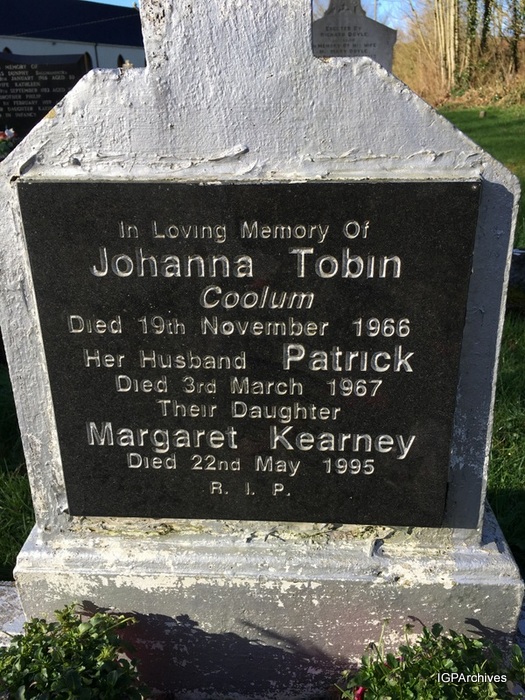 In Loving Memory Of
Johanna Tobin
Coolum
Died 19th November 1966
Her Husband Patrick
Died 3rd March 1967
Their Daughter
Margaret Kearney
Died 22nd May 1995
R. I. P.
IGPArchives